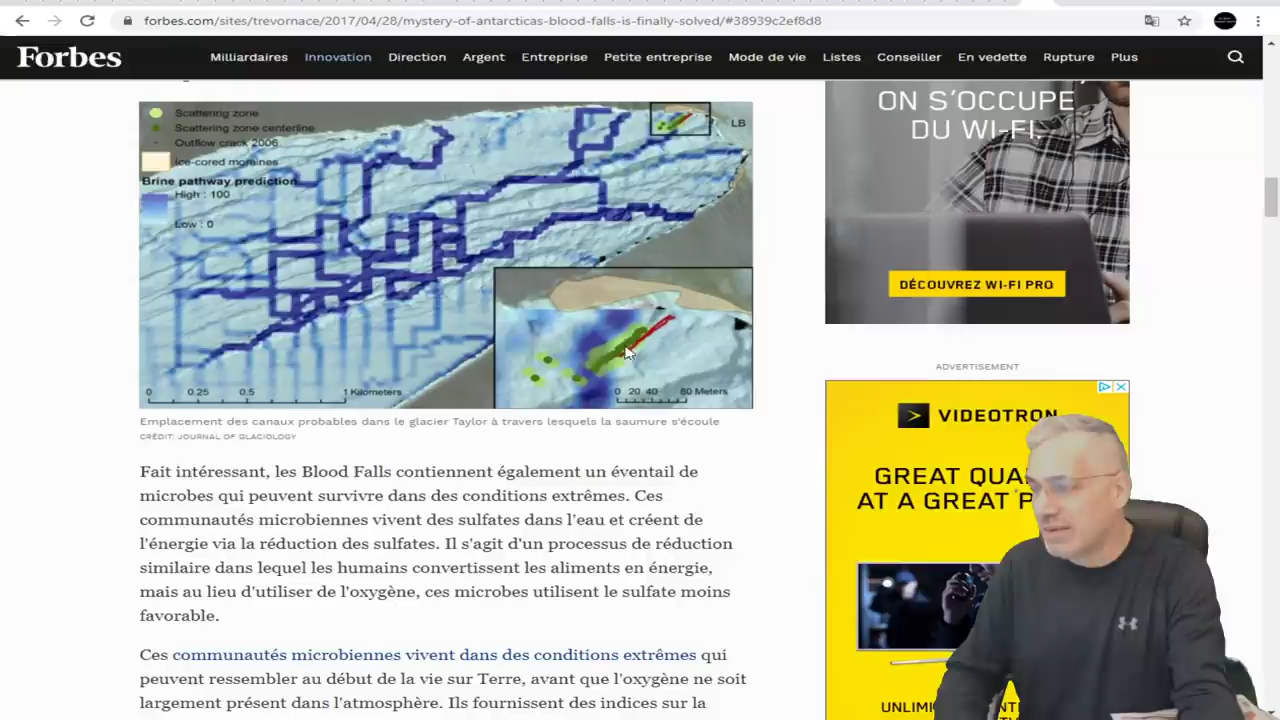 forbes.com/sites/trevornace/2017/04/28/mystery-of-antarcticas-blood-falls-is-finally-solved/#38939c2ef8d8
Forbes
Milliardaires
Innovation
Direction
Argent
Entreprise
Petite entreprise
Mode de vie
Listes
Conseiller
En vedette
Rupture
Plus
Scattering zone
Scattering zone centerline
Outflow crack 2006
Ice-cored moraines
Brine pathway prediction
High : 100
Low : 0
LB
0 0.25 0.5 1 Kilometers
0 20 40 80 Meters
Emplacement des canaux probables dans le glacier Taylor à travers lesquels la saumure s'écoule
CRÉDIT: JOURNAL OF GLACIOLOGY
Fait intéressant, les Blood Falls contiennent également un éventail de
microbes qui peuvent survivre dans des conditions extrêmes. Ces
communautés microbiennes vivent des sulfates dans l'eau et créent de
l'énergie via la réduction des sulfates. Il s'agit d'un processus de réduction
similaire dans lequel les humains convertissent les aliments en énergie,
mais au lieu d'utiliser de l'oxygène, ces microbes utilisent le sulfate moins
favorable.
Ces communautés microbiennes vivent dans des conditions extrêmes qui
peuvent ressembler au début de la vie sur Terre, avant que l'oxygène ne soit
largement présent dans l'atmosphère. Ils fournissent des indices sur la
ON S'OCCUPE
DU WI-FI.
DÉCOUVREZ WI-FI PRO
ADVERTISEMENT
VIDEOTRON
GREAT
AT A GREAT